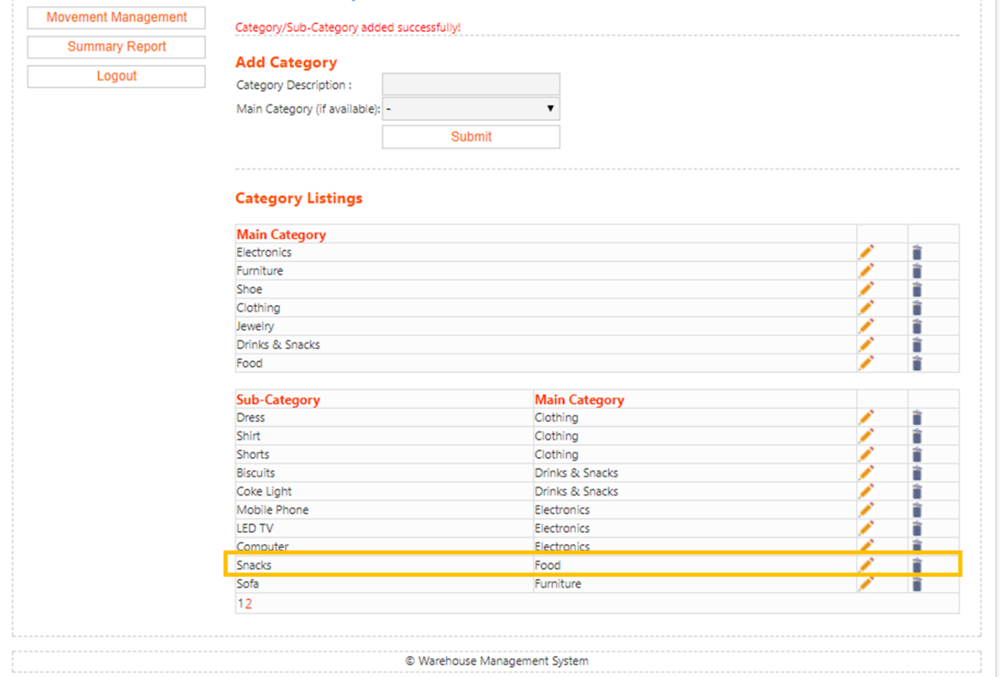 Movement Management
Summary Report
Logout
Category/Sub-Category added successfully!
Add Category
Category Description :
Main Category (if available): -
Submit
Category Listings
Main Category
Electronics
Furniture
Shoe
Clothing
Jewelry
Drinks & Snacks
Food
Sub-Category Main Category
Dress Clothing
Shirt Clothing
Shorts Clothing
Biscuits Drinks & Snacks
Coke Light Drinks & Snacks
Mobile Phone Electronics
LED TV Electronics
Computer Electronics
Snacks Food
Sofa Furniture
1 2
© Warehouse Management System